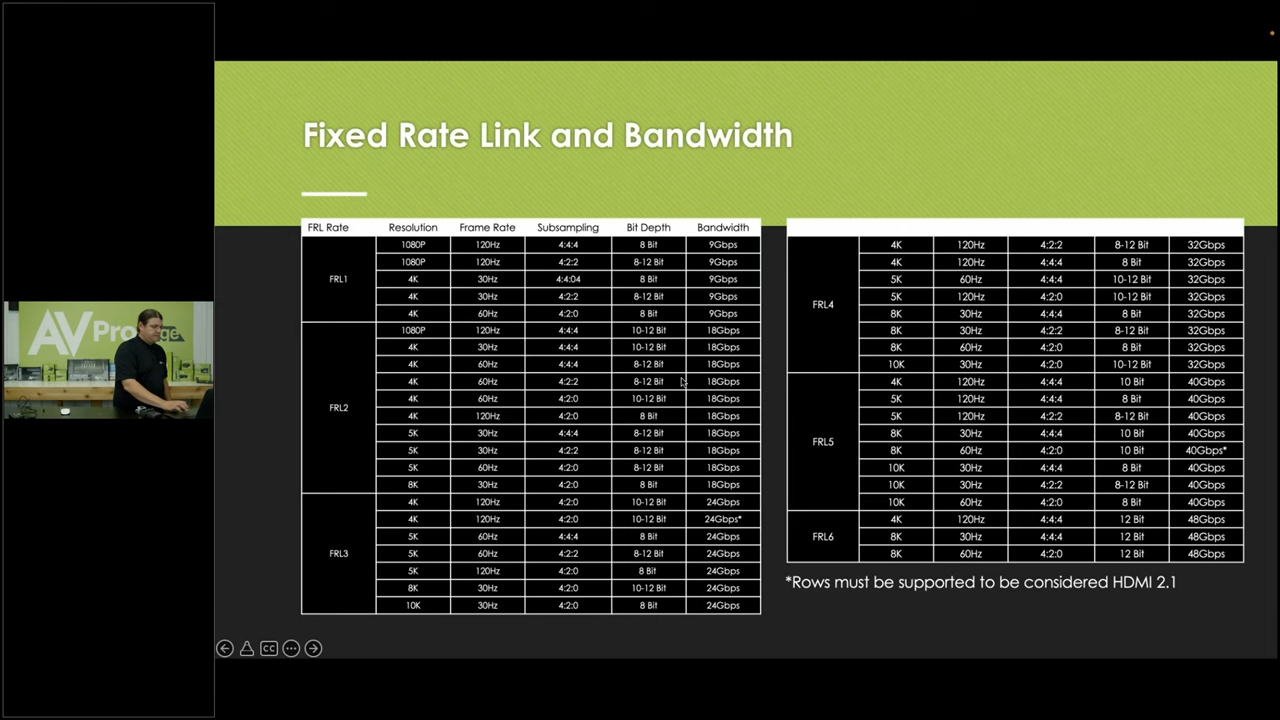 Fixed Rate Link and Bandwidth
FRL Rate Resolution Frame Rate Subsampling Bit Depth Bandwidth
FRL1
1080P 120Hz 4:4:4 8 Bit 9Gbps
1080P 120Hz 4:2:2 8-12 Bit 9Gbps
4K 30Hz 4:4:04 8 Bit 9Gbps
4K 30Hz 4:2:2 8-12 Bit 9Gbps
4K 60Hz 4:2:0 8 Bit 9Gbps
FRL2
1080P 120Hz 4:4:4 10-12 Bit 18Gbps
4K 30Hz 4:4:4 10-12 Bit 18Gbps
4K 60Hz 4:4:4 8-12 Bit 18Gbps
4K 60Hz 4:2:2 8-12 Bit 18Gbps
4K 60Hz 4:2:0 10-12 Bit 18Gbps
4K 120Hz 4:2:0 8 Bit 18Gbps
5K 30Hz 4:4:4 8-12 Bit 18Gbps
5K 30Hz 4:2:2 8-12 Bit 18Gbps
5K 60Hz 4:2:0 8-12 Bit 18Gbps
8K 30Hz 4:2:0 8 Bit 18Gbps
FRL3
4K 120Hz 4:2:0 10-12 Bit 24Gbps
4K 120Hz 4:2:0 10-12 Bit 24Gbps*
5K 60Hz 4:4:4 8 Bit 24Gbps
5K 60Hz 4:2:2 8-12 Bit 24Gbps
5K 120Hz 4:2:0 8 Bit 24Gbps
8K 30Hz 4:2:0 10-12 Bit 24Gbps
10K 30Hz 4:2:0 8 Bit 24Gbps
FRL4
4K 120Hz 4:2:2 8-12 Bit 32Gbps
4K 120Hz 4:4:4 8 Bit 32Gbps
5K 60Hz 4:4:4 10-12 Bit 32Gbps
5K 120Hz 4:2:0 10-12 Bit 32Gbps
8K 30Hz 4:4:4 8 Bit 32Gbps
8K 30Hz 4:2:2 8-12 Bit 32Gbps
8K 60Hz 4:2:0 8 Bit 32Gbps
10K 30Hz 4:2:0 10-12 Bit 32Gbps
FRL5
4K 120Hz 4:4:4 10 Bit 40Gbps
5K 120Hz 4:4:4 8 Bit 40Gbps
5K 120Hz 4:2:2 8-12 Bit 40Gbps
8K 30Hz 4:4:4 10 Bit 40Gbps
8K 60Hz 4:2:0 10 Bit 40Gbps*
10K 30Hz 4:4:4 8 Bit 40Gbps
10K 30Hz 4:2:2 8-12 Bit 40Gbps
10K 60Hz 4:2:0 8 Bit 40Gbps
FRL6
4K 120Hz 4:4:4 12 Bit 48Gbps
8K 30Hz 4:4:4 12 Bit 48Gbps
8K 60Hz 4:2:0 12 Bit 48Gbps
*Rows must be supported to be considered HDMI 2.1
AVPro
CC